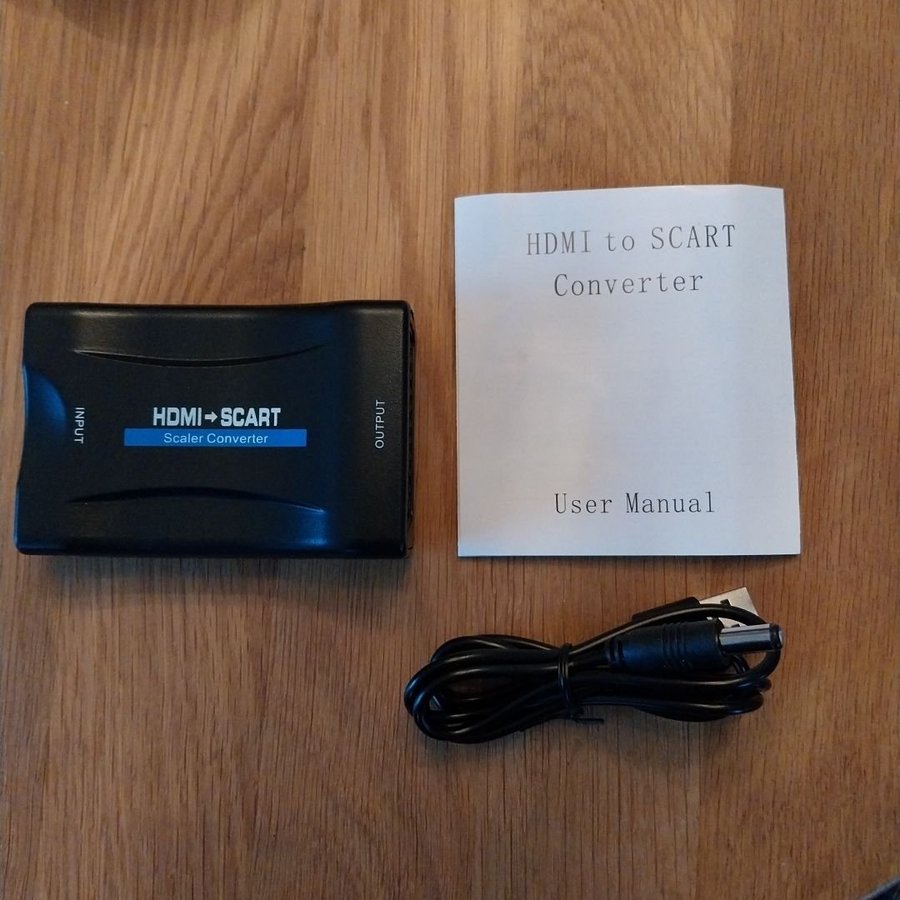 HDMI to SCART
Converter
User Manual
INPUT
HDMI→SCART
Scaler Converter
OUTPUT